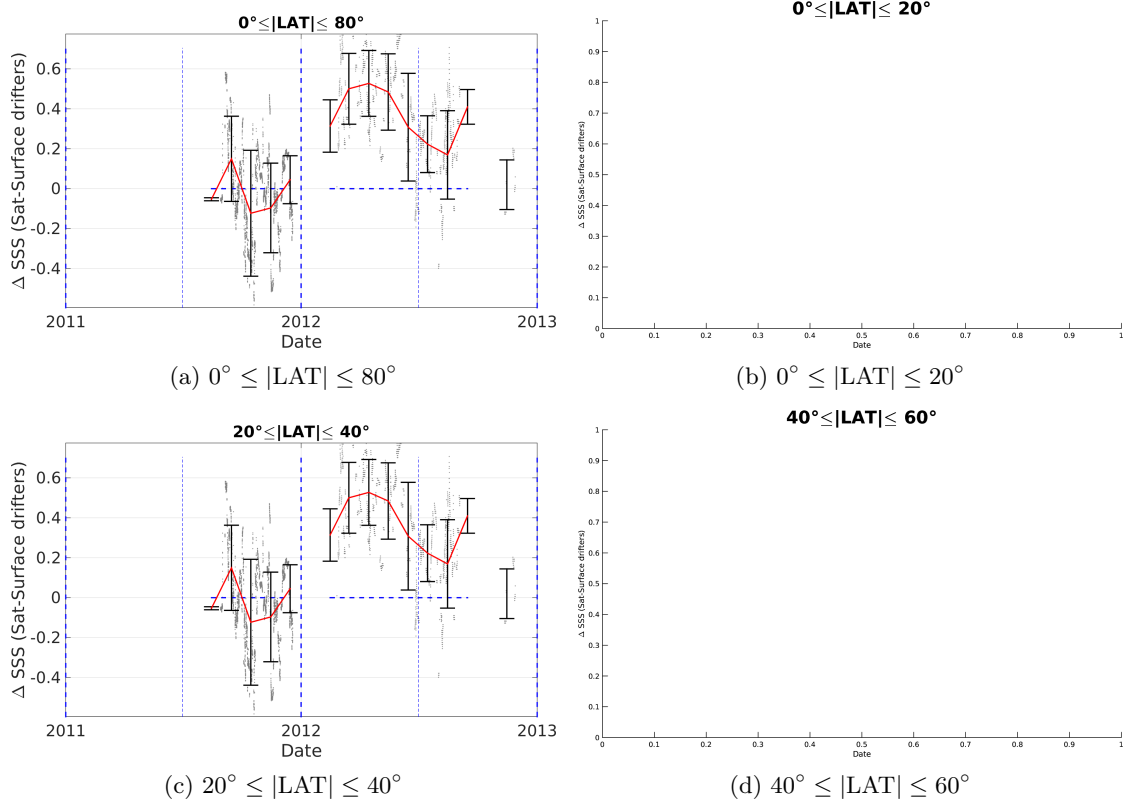 0°≤|LAT|≤ 80°
Δ SSS (Sat-Surface drifters)
0.6
0.4
0.2
0
-0.2
-0.4
2011 2012 2013
Date
(a) 0° ≤ |LAT| ≤ 80°
0°≤|LAT|≤ 20°
Δ SSS (Sat-Surface drifters)
1
0.9
0.8
0.7
0.6
0.5
0.4
0.3
0.2
0.1
0
0 0.1 0.2 0.3 0.4 0.5 0.6 0.7 0.8 0.9 1
Date
(b) 0° ≤ |LAT| ≤ 20°
20°≤|LAT|≤ 40°
Δ SSS (Sat-Surface drifters)
0.6
0.4
0.2
0
-0.2
-0.4
2011 2012 2013
Date
(c) 20° ≤ |LAT| ≤ 40°
40°≤|LAT|≤ 60°
Δ SSS (Sat-Surface drifters)
1
0.9
0.8
0.7
0.6
0.5
0.4
0.3
0.2
0.1
0
0 0.1 0.2 0.3 0.4 0.5 0.6 0.7 0.8 0.9 1
Date
(d) 40° ≤ |LAT| ≤ 60°